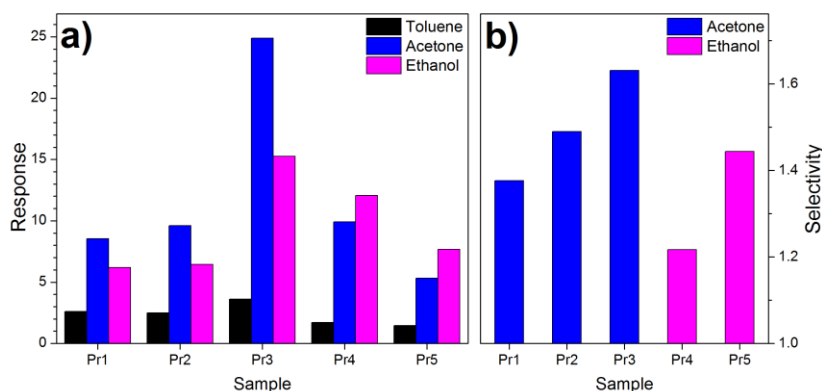 a)
Toluene
Acetone
Ethanol
Response
25
20
15
10
5
0
Pr1 Pr2 Pr3 Pr4 Pr5
Sample
b)
Acetone
Ethanol
Selectivity
1.6
1.4
1.2
1.0
Pr1 Pr2 Pr3 Pr4 Pr5
Sample